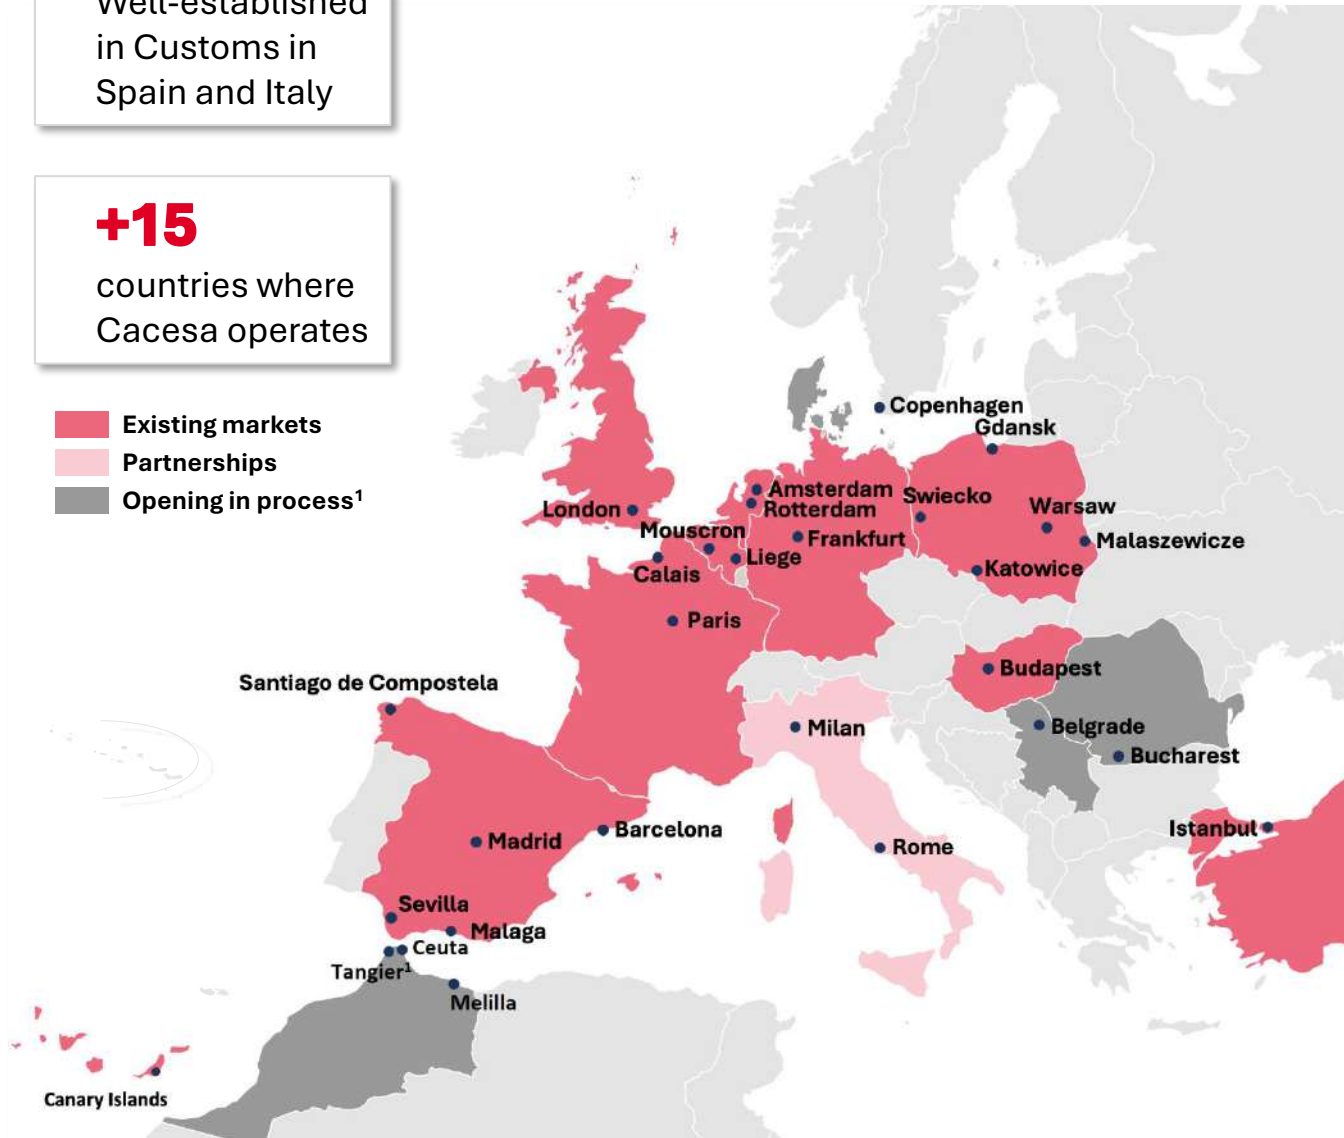 Well-established
in Customs in
Spain and Italy
+15
countries where
Cacesa operates
Existing markets
Partnerships
Opening in process¹
Copenhagen
Gdansk
Amsterdam
Swiecko
Rotterdam
London
Warsaw
Mouscron
Frankfurt
Malaszewicze
Liege
Calais
Katowice
Paris
Budapest
Santiago de Compostela
Milan
Belgrade
Bucharest
Istanbul
Barcelona
Madrid
Rome
Sevilla
Malaga
Ceuta
Tangier¹
Melilla
Canary Islands